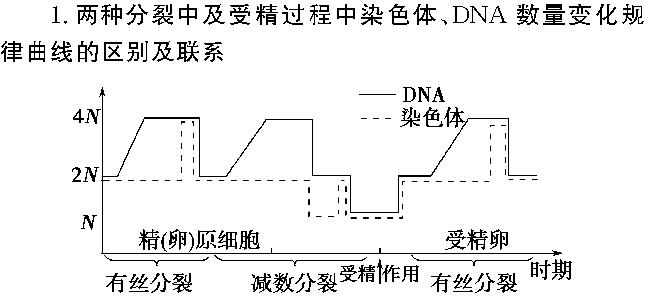 1. 两种分裂中及受精过程中染色体、DNA 数量变化规
律曲线的区别及联系
DNA
染色体
4N
2N
N
精(卵)原细胞
受精卵
有丝分裂
减数分裂
受精
作用
有丝分裂
时期